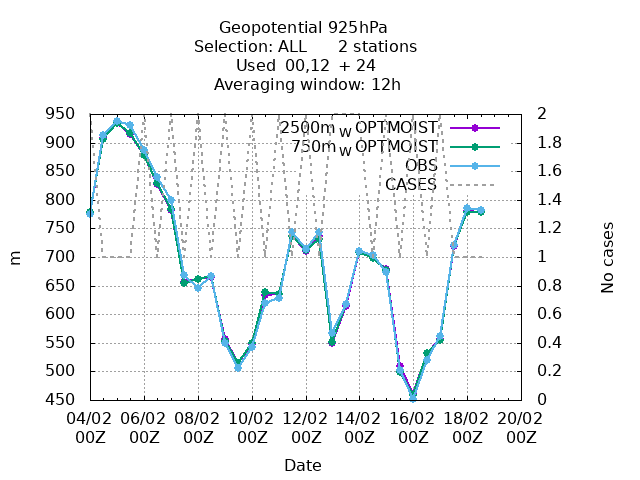 Geopotential 925hPa
Selection: ALL 2 stations
Used 00,12 + 24
Averaging window: 12h
950
900
850
800
750
700
650
600
550
500
450
m
2
1.8
1.6
1.4
1.2
1
0.8
0.6
0.4
0.2
0
No cases
2500m W OPTMOIST
750m W OPTMOIST
OBS
CASES
04/02 06/02 08/02 10/02 12/02 14/02 16/02 18/02 20/02
00Z 00Z 00Z 00Z 00Z 00Z 00Z 00Z 00Z
Date